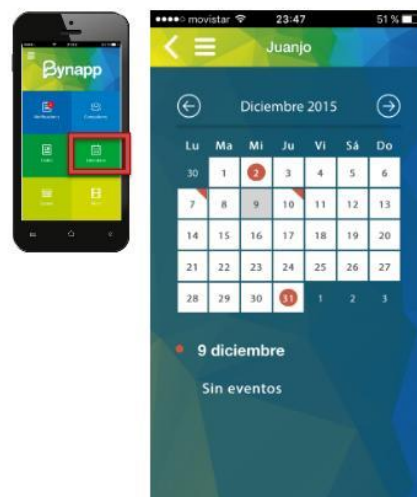 Bynapp
movistar 23:47 51 %
Juanjo
Diciembre 2015
Lu Ma Mi Ju Vi Sá Do
30 1 2 3 4 5 6
7 8 9 10 11 12 13
14 15 16 17 18 19 20
21 22 23 24 25 26 27
28 29 30 31 1 2 3
9 diciembre
Sin eventos